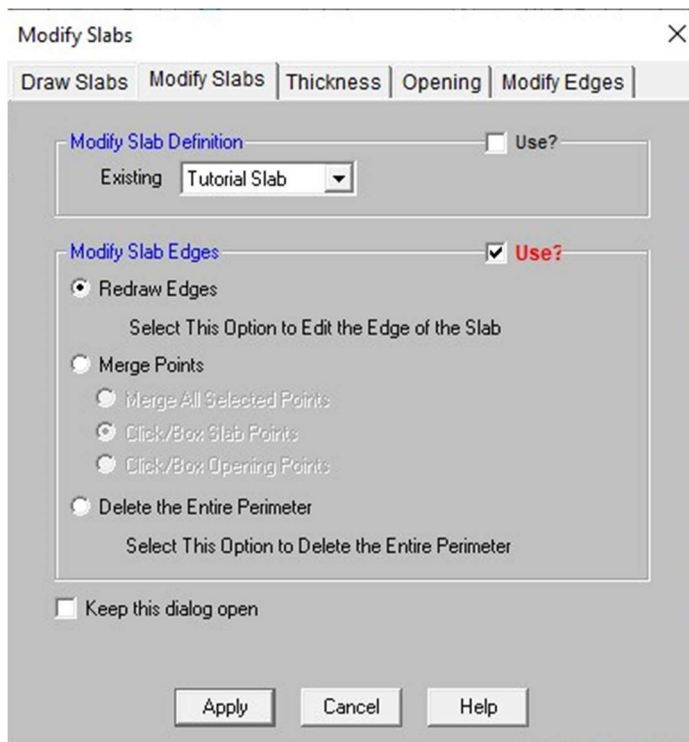 Modify Slabs
Draw Slabs Modify Slabs Thickness Opening Modify Edges
Modify Slab Definition Use?
Existing Tutorial Slab
Modify Slab Edges Use?
Redraw Edges
Select This Option to Edit the Edge of the Slab
Merge Points
Merge All Selected Points
Click/Box Slab Points
Click/Box Opening Points
Delete the Entire Perimeter
Select This Option to Delete the Entire Perimeter
Keep this dialog open
Apply Cancel Help